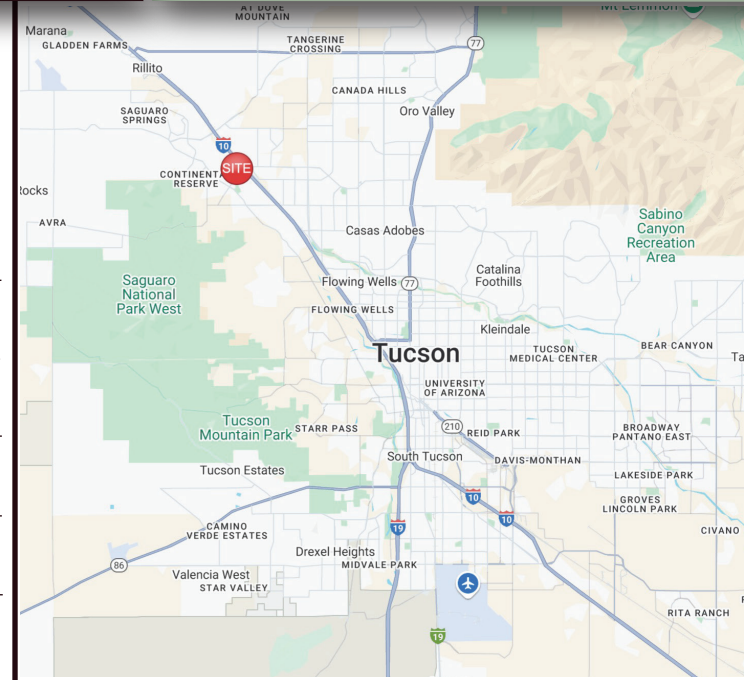 AT DOVE
MOUNTAIN
Mt Lemmon
Marana
GLADDEN FARMS
TANGERINE
CROSSING
77
Rillito
CANADA HILLS
SAGUARO
SPRINGS
Oro Valley
10
SITE
CONTINENTA
RESERVE
Rocks
AVRA
Casas Adobes
Sabino
Canyon
Recreation
Area
Saguaro
National
Park West
Flowing Wells
77
Catalina
Foothills
FLOWING WELLS
Kleindale
Tucson
TUCSON
MEDICAL CENTER
BEAR CANYON
Ta
UNIVERSITY
OF ARIZONA
Tucson
Mountain Park
STARR PASS
210
REID PARK
BROADWAY
PANTANO EAST
South Tucson
DAVIS-MONTHAN
Tucson Estates
LAKESIDE PARK
10
GROVES
LINCOLN PARK
10
19
CAMINO
VERDE ESTATES
CIVANO
Drexel Heights
MIDVALE PARK
86
Valencia West
STAR VALLEY
RITA RANCH
19